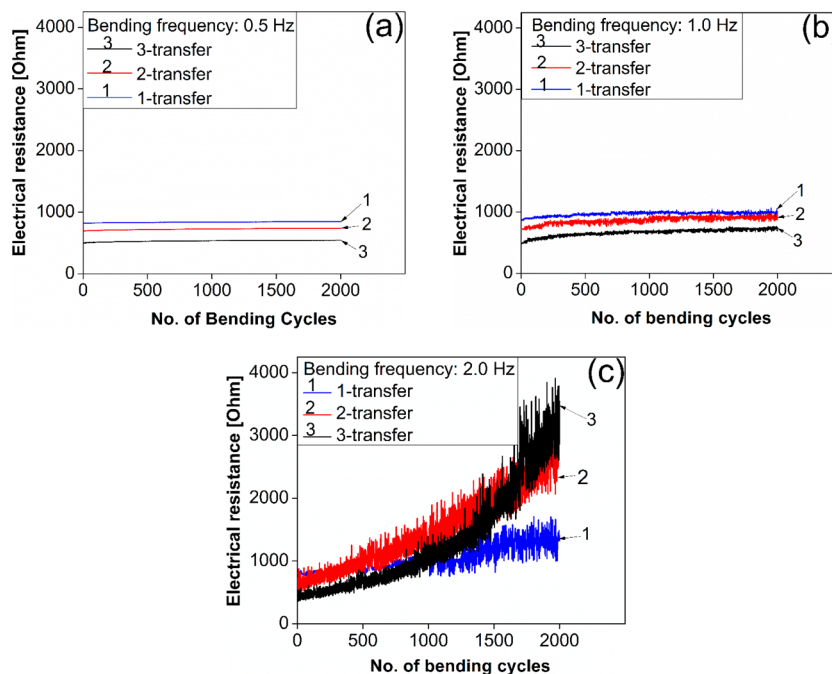 (a)
Bending frequency: 0.5 Hz
3 3-transfer
2 2-transfer
1 1-transfer
Electrical resistance [Ohm]
4000
3000
2000
1000
0
1
2
3
0 500 1000 1500 2000
No. of Bending Cycles
(b)
Bending frequency: 1.0 Hz
3 3-transfer
2 2-transfer
1 1-transfer
Electrical resistance [Ohm]
4000
3000
2000
1000
0
1
2
3
0 500 1000 1500 2000
No. of bending cycles
(c)
Bending frequency: 2.0 Hz
1 1-transfer
2 2-transfer
3 3-transfer
Electrical resistance [Ohm]
4000
3000
2000
1000
0
3
2
1
0 500 1000 1500 2000
No. of bending cycles